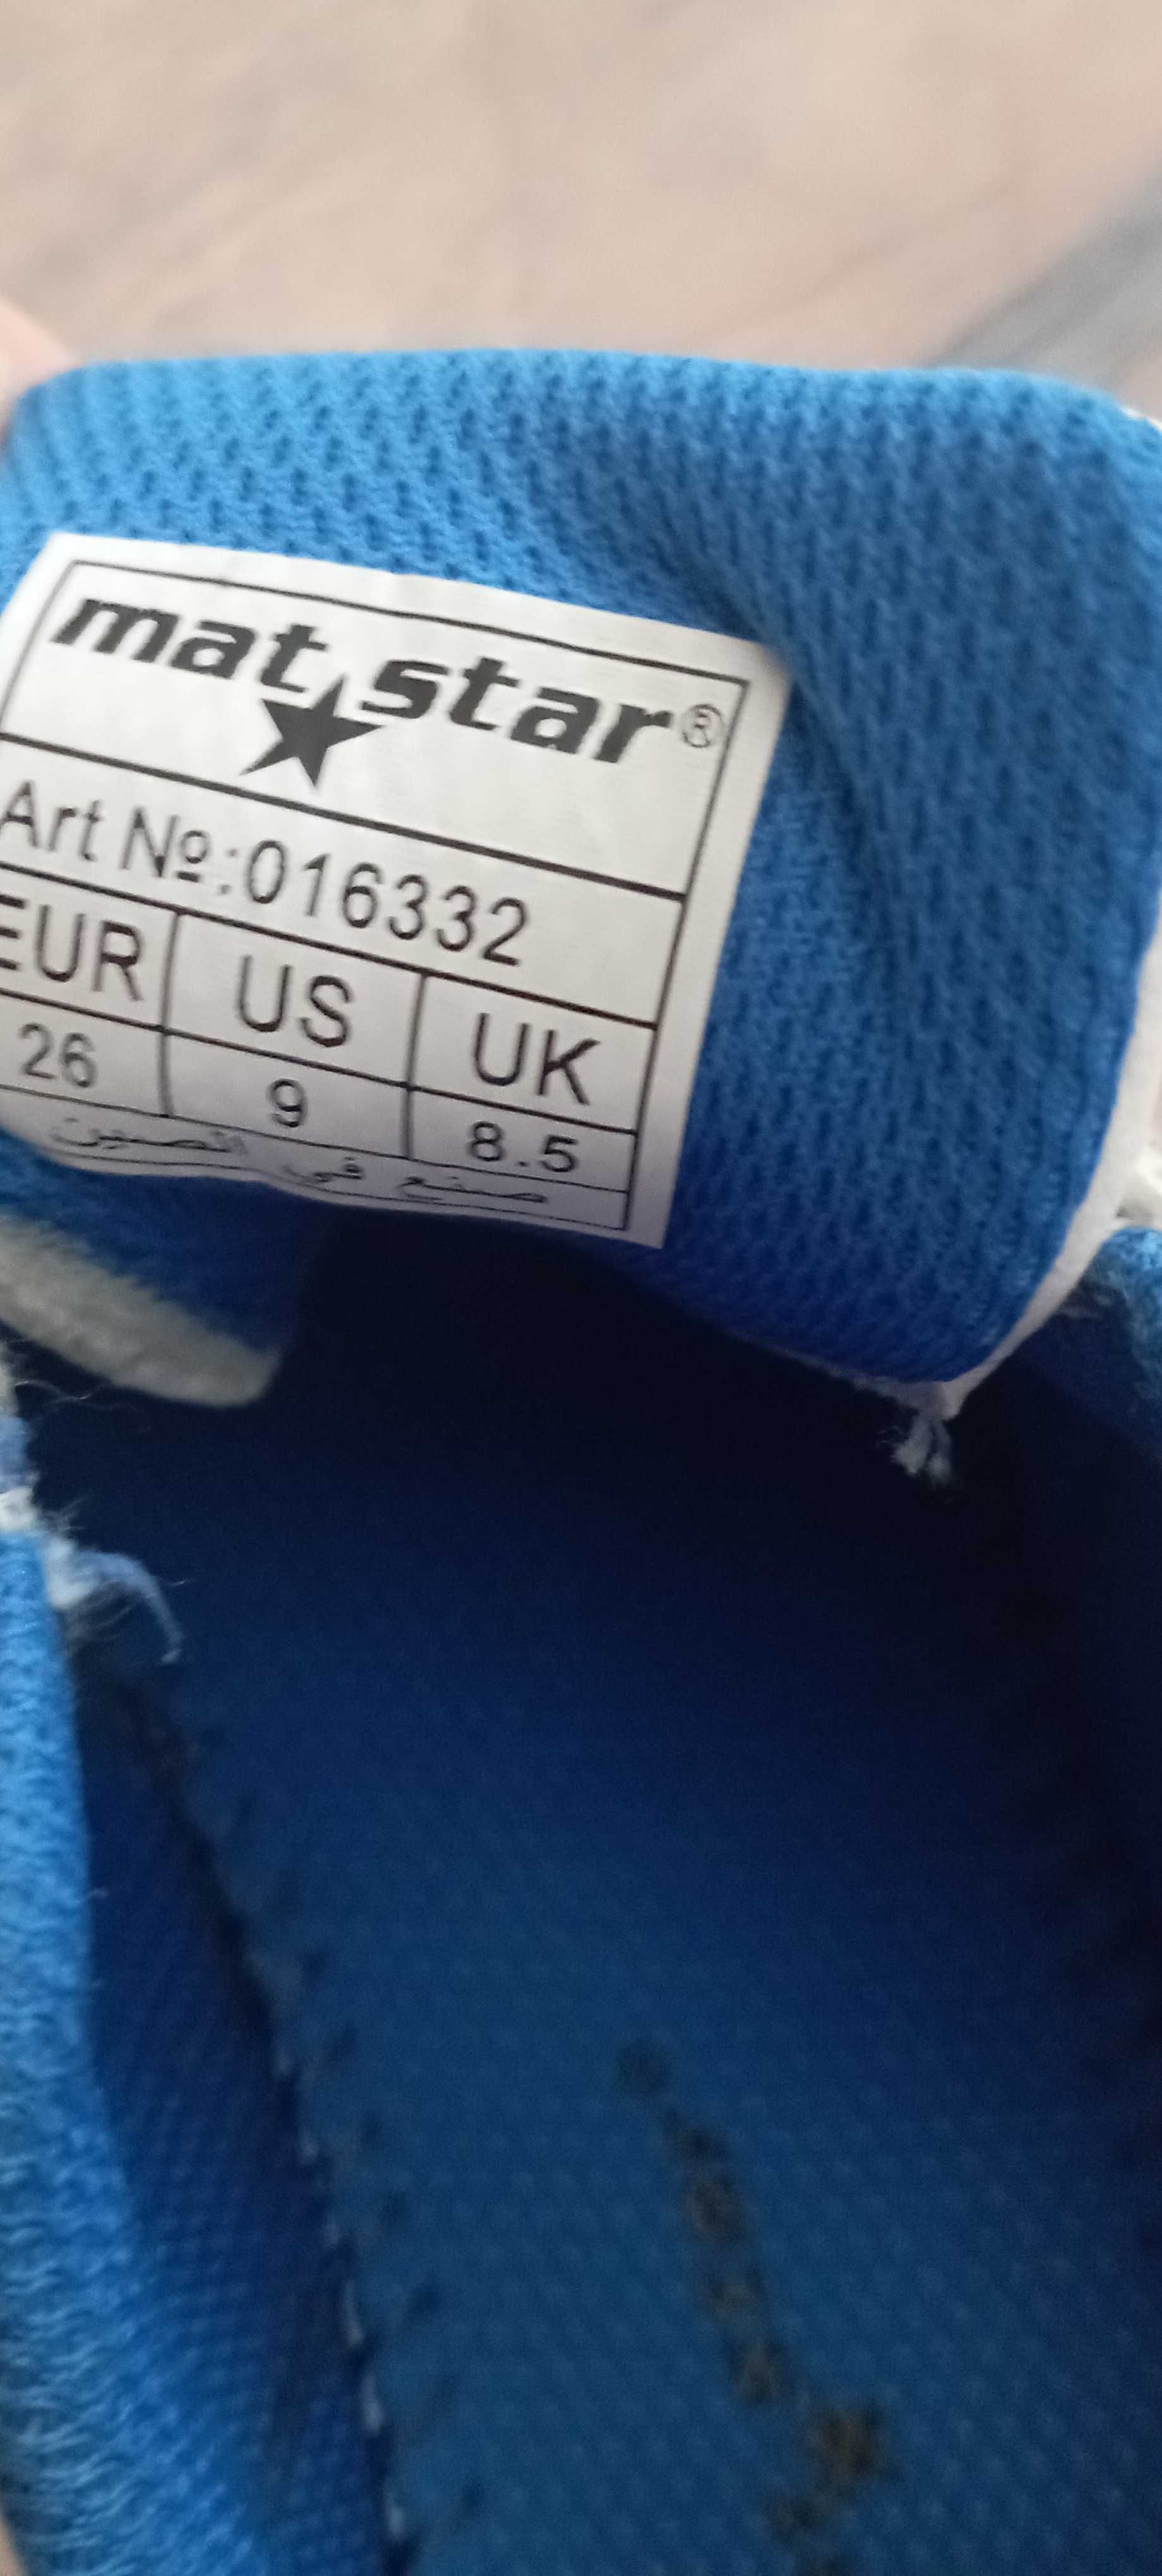 mat star®
Art №:016332
EUR US UK
26 9 8.5
صنع في الصين